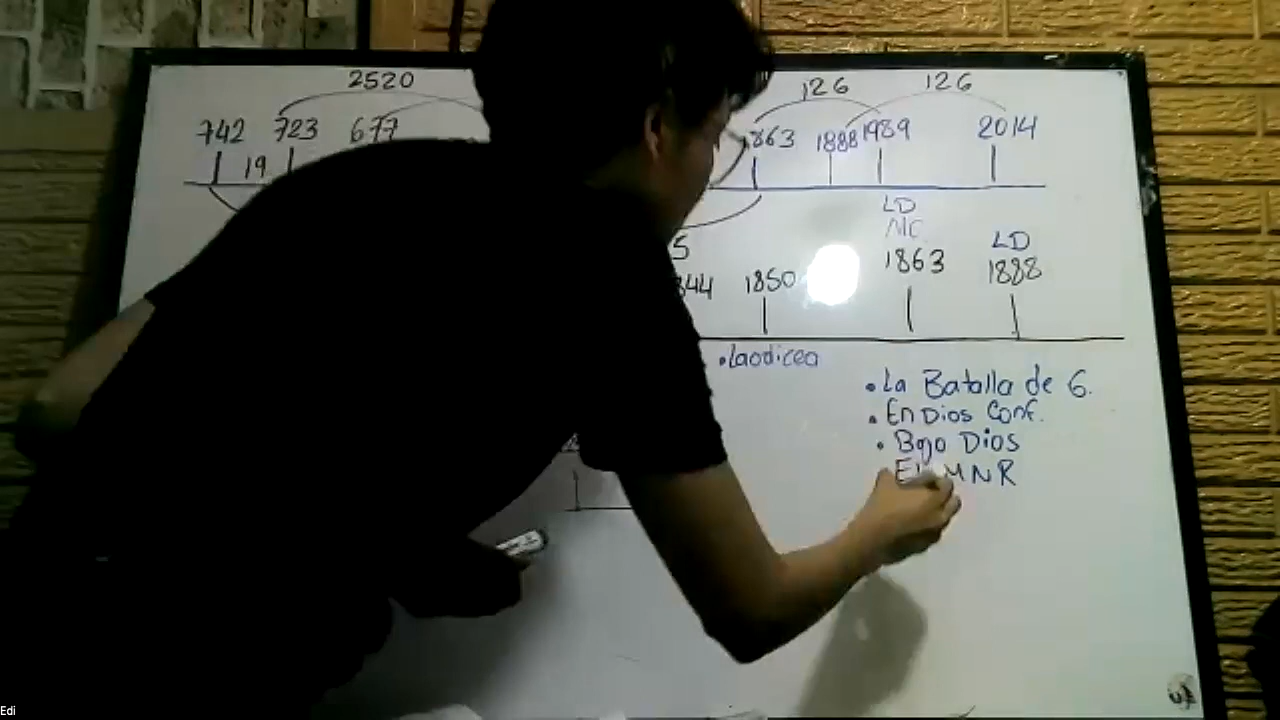 2520 126 126
742 723 677 863 1888 1989 2014
19
LD
NC
5 1863 LD
844 1850 1888
•Laodicea
•La Batalla de G.
•En Dios Conf.
•Bajo Dios
MNR
Edi